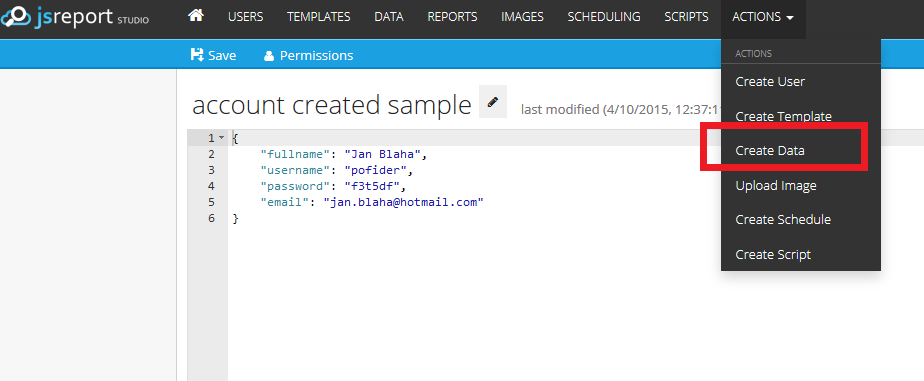 jsreport STUDIO USERS TEMPLATES DATA REPORTS IMAGES SCHEDULING SCRIPTS ACTIONS
Save Permissions
ACTIONS
Create User
Create Template
Create Data
Upload Image
Create Schedule
Create Script
account created sample last modified (4/10/2015, 12:37:1
1 {
2 "fullname": "Jan Blaha",
3 "username": "pofider",
4 "password": "f3t5df",
5 "email": "jan.blaha@hotmail.com"
6 }